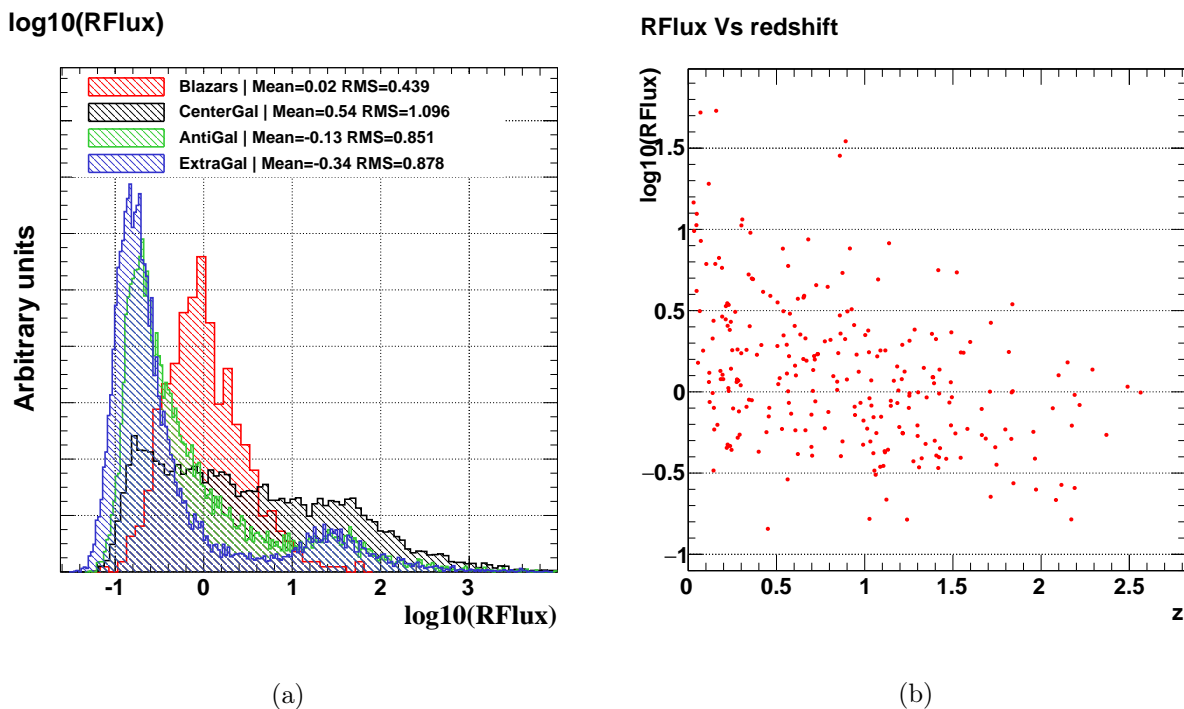 log10(RFlux)
Blazars | Mean=0.02 RMS=0.439
CenterGal | Mean=0.54 RMS=1.096
AntiGal | Mean=-0.13 RMS=0.851
ExtraGal | Mean=-0.34 RMS=0.878
Arbitrary units
-1 0 1 2 3
log10(RFlux)
(a)
RFlux Vs redshift
log10(RFlux)
1.5
1
0.5
0
−0.5
−1
0 0.5 1 1.5 2 2.5
z
(b)